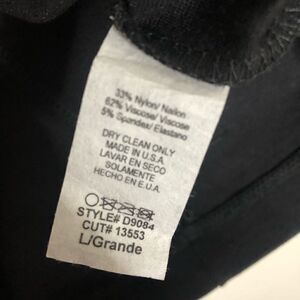 33% Nylon/ Nailon
62% Viscose/ Viscose
5% Spandex/ Elastano
DRY CLEAN ONLY
MADE IN U.S.A.
LAVAR EN SECO
SOLAMENTE
HECHO EN E.U.A.
STYLE# D9084
CUT# 13553
L/Grande